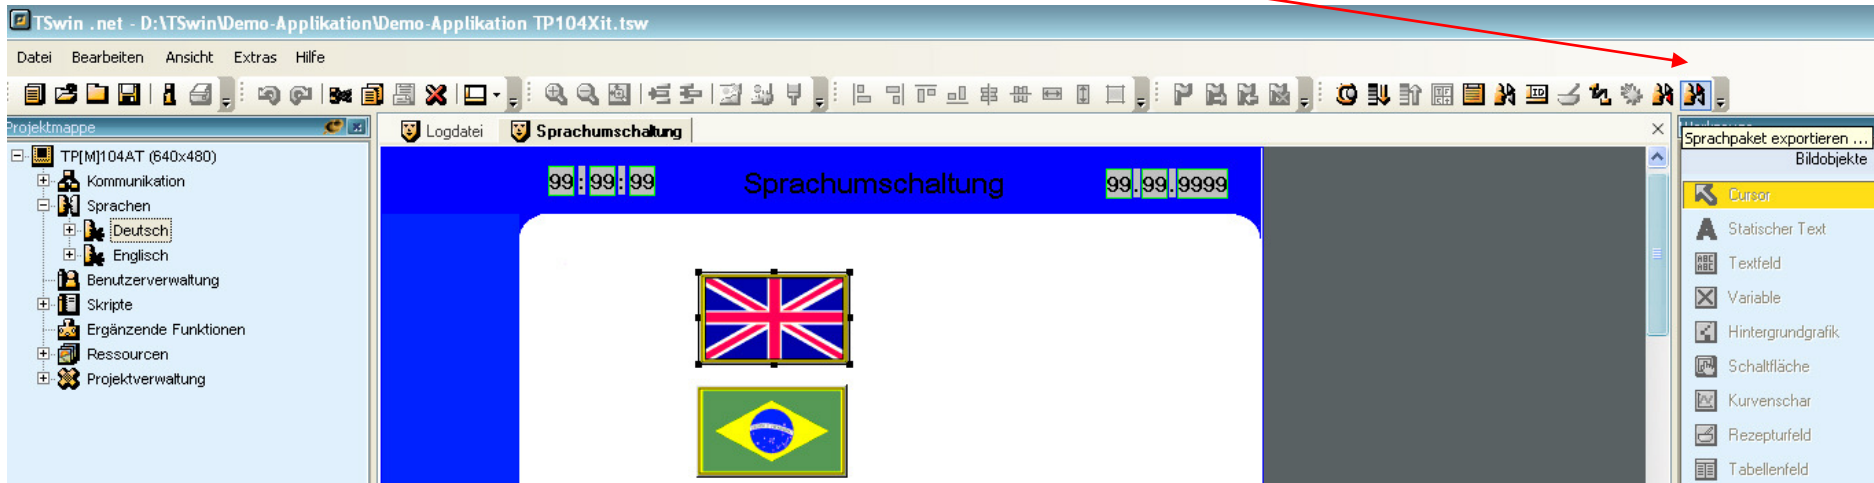 TSwin .net - D:\TSwin\Demo-Applikation\Demo-Applikation TP104Xit.tsw
Datei Bearbeiten Ansicht Extras Hilfe
Projektmappe
TP[M]104AT (640x480)
Kommunikation
Sprachen
Deutsch
Englisch
Benutzerverwaltung
Skripte
Ergänzende Funktionen
Ressourcen
Projektverwaltung
Logdatei Sprachumschaltung
99:99:99 Sprachumschaltung 99.99.9999
Sprachpaket exportieren ...
Bildobjekte
Cursor
Statischer Text
Textfeld
Variable
Hintergrundgrafik
Schaltfläche
Kurvenschar
Rezepturfeld
Tabellenfeld